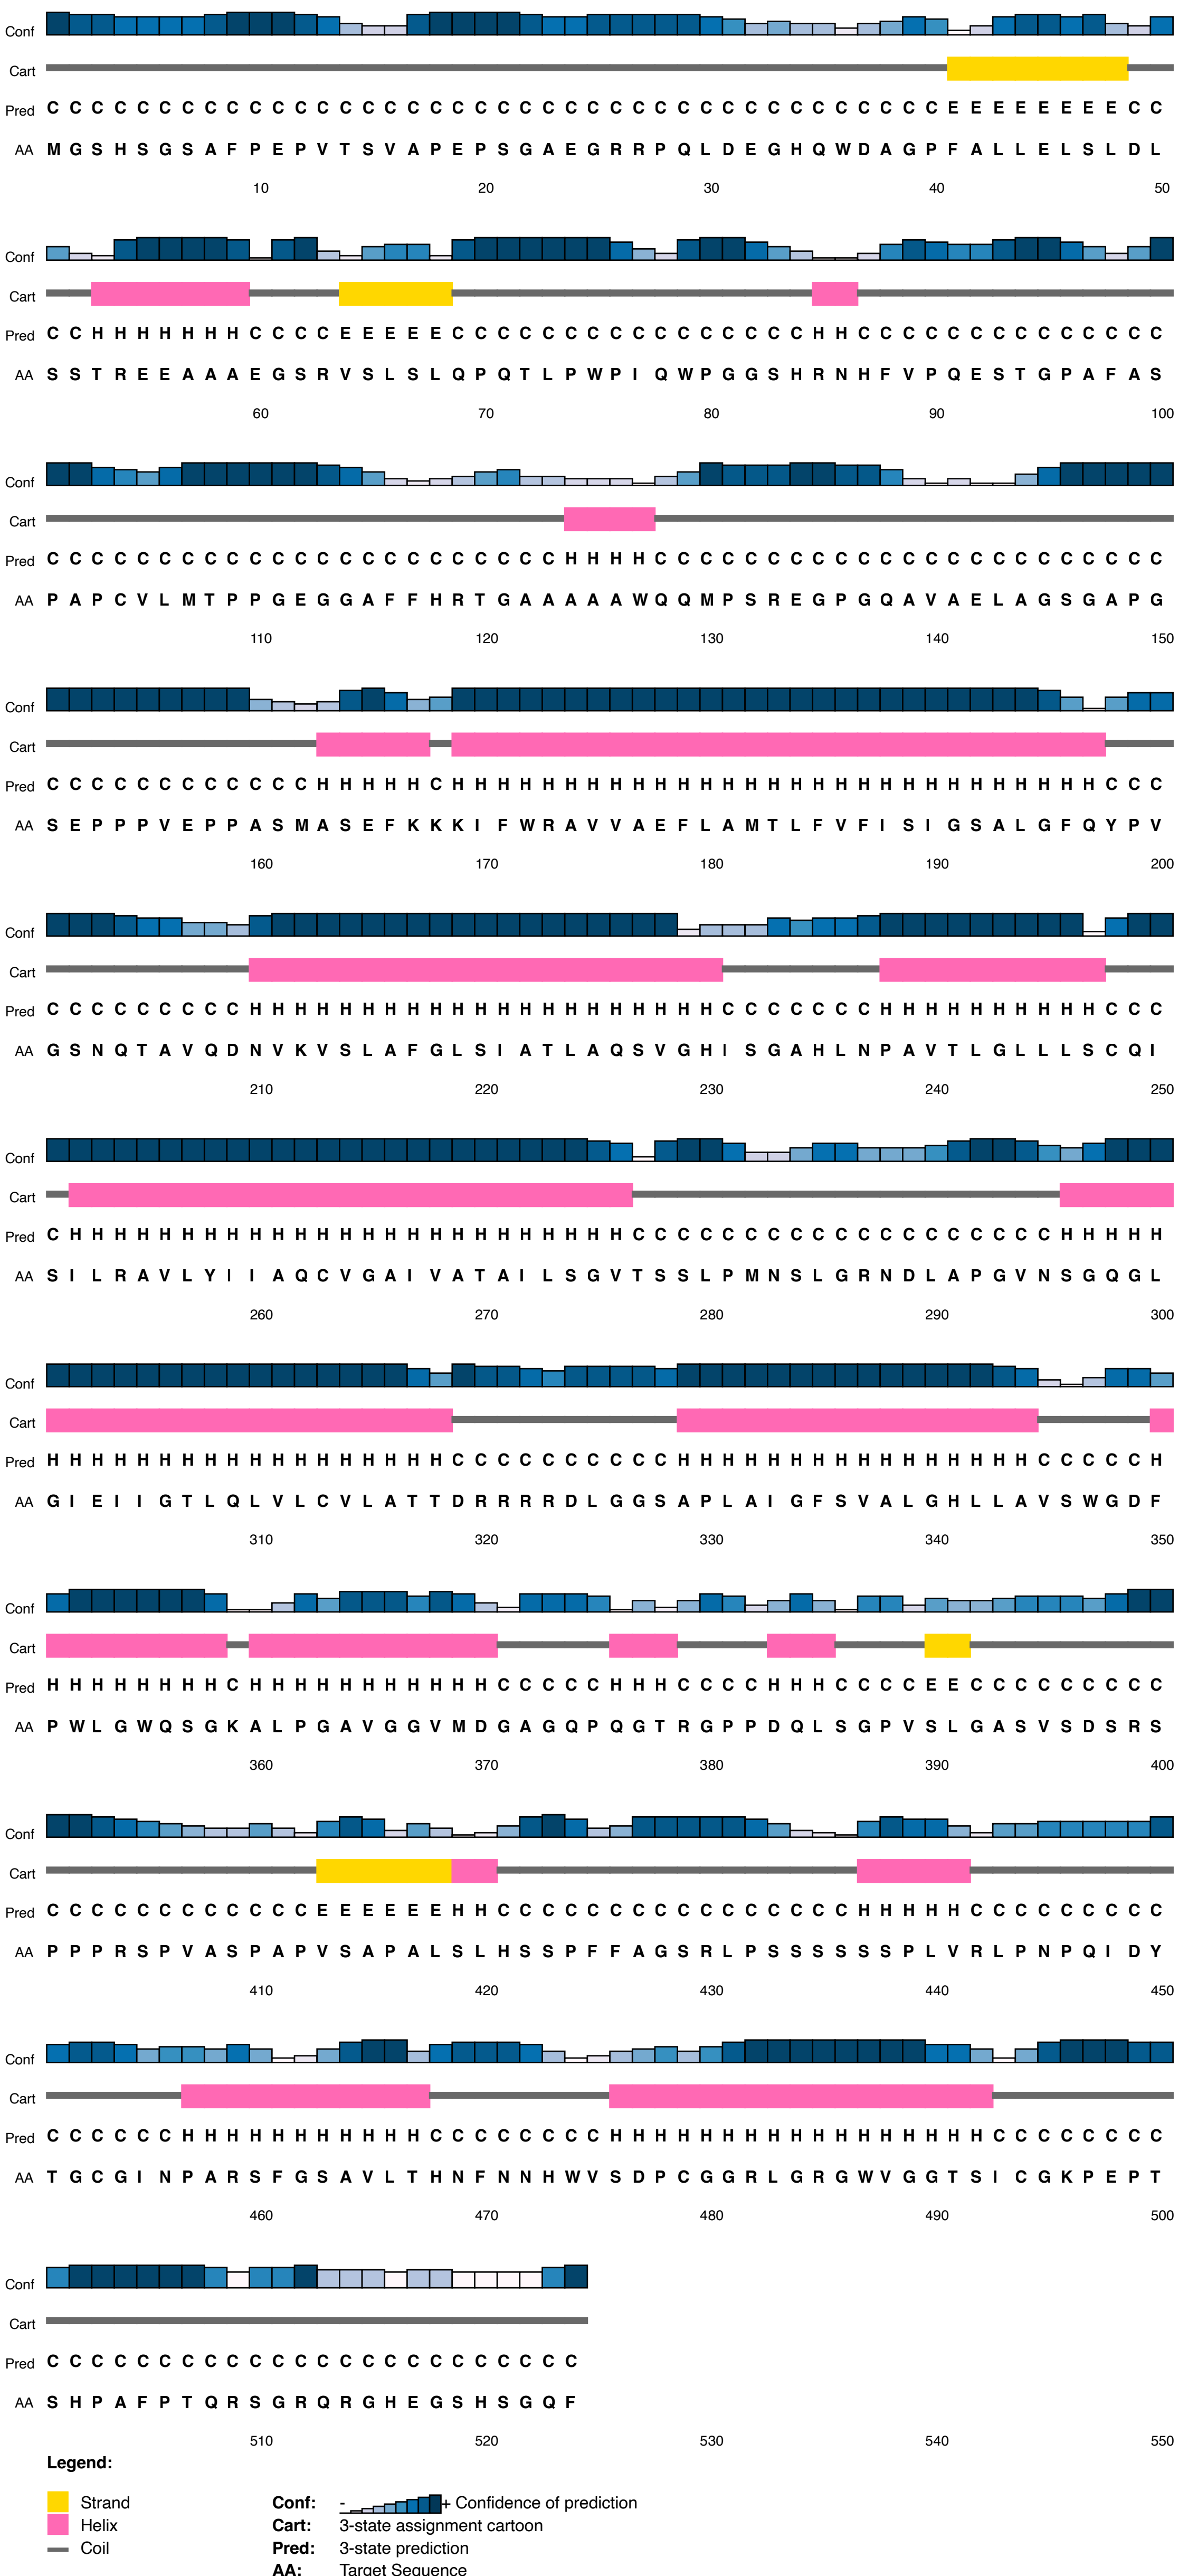 Conf
Cart
Pred C C C C C C C C C C C C C C C C C C C C C C C C C C C C C C C C C C C C C C C C E E E E E E E E C C
AA M G S H S G S A F P E P V T S V A P E P S G A E G R R P Q L D E G H Q W D A G P F A L L E L S L D L
10 20 30 40 50
Conf
Cart
Pred C C H H H H H H H C C C C E E E E E C C C C C C C C C C C C C C C C H H C C C C C C C C C C C C C C
AA S S T R E E A A A E G S R V S L S L Q P Q T L P W P I Q W P G G S H R N H F V P Q E S T G P A F A S
60 70 80 90 100
Conf
Cart
Pred C C C C C C C C C C C C C C C C C C C C C C C H H H H C C C C C C C C C C C C C C C C C C C C C C C
AA P A P C V L M T P P G E G G A F F H R T G A A A A A W Q Q M P S R E G P G Q A V A E L A G S G A P G
110 120 130 140 150
Conf
Cart
Pred C C C C C C C C C C C C H H H H H C H H H H H H H H H H H H H H H H H H H H H H H H H H H H H C C C
AA S E P P P V E P P A S M A S E F K K K I F W R A V V A E F L A M T L F V F I S I G S A L G F Q Y P V
160 170 180 190 200
Conf
Cart
Pred C C C C C C C C C H H H H H H H H H H H H H H H H H H H H H C C C C C C C H H H H H H H H H H C C C
AA G S N Q T A V Q D N V K V S L A F G L S I A T L A Q S V G H I S G A H L N P A V T L G L L L S C Q I
210 220 230 240 250
Conf
Cart
Pred C H H H H H H H H H H H H H H H H H H H H H H H H H C C C C C C C C C C C C C C C C C C C H H H H H
AA S I L R A V L Y I I A Q C V G A I V A T A I L S G V T S S L P M N S L G R N D L A P G V N S G Q G L
260 270 280 290 300
Conf
Cart
Pred H H H H H H H H H H H H H H H H H H C C C C C C C C C C H H H H H H H H H H H H H H H H C C C C C H
AA G I E I I G T L Q L V L C V L A T T D R R R R D L G G S A P L A I G F S V A L G H L L A V S W G D F
310 320 330 340 350
Conf
Cart
Pred H H H H H H H H C H H H H H H H H H H H C C C C C H H H C C C C H H H C C C C E E C C C C C C C C C
AA P W L G W Q S G K A L P G A V G G V M D G A G Q P Q G T R G P P D Q L S G P V S L G A S V S D S R S
360 370 380 390 400
Conf
Cart
Pred C C C C C C C C C C C C E E E E E E H H C C C C C C C C C C C C C C C C H H H H H C C C C C C C C C
AA P P P R S P V A S P A P V S A P A L S L H S S P F F A G S R L P S S S S S S P L V R L P N P Q I D Y
410 420 430 440 450
Conf
Cart
Pred C C C C C C H H H H H H H H H H H C C C C C C C C H H H H H H H H H H H H H H H H H C C C C C C C C
AA T G C G I N P A R S F G S A V L T H N F N N H W V S D P C G G R L G R G W V G G T S I C G K P E P T
460 470 480 490 500
Conf
Cart
Pred C C C C C C C C C C C C C C C C C C C C C C C C
AA S H P A F P T Q R S G R Q R G H E G S H S G Q F
510 520 530 540 550
Legend:
Strand Conf: - + Confidence of prediction
Helix Cart: 3-state assignment cartoon
Coil Pred: 3-state prediction
AA: Target Sequence